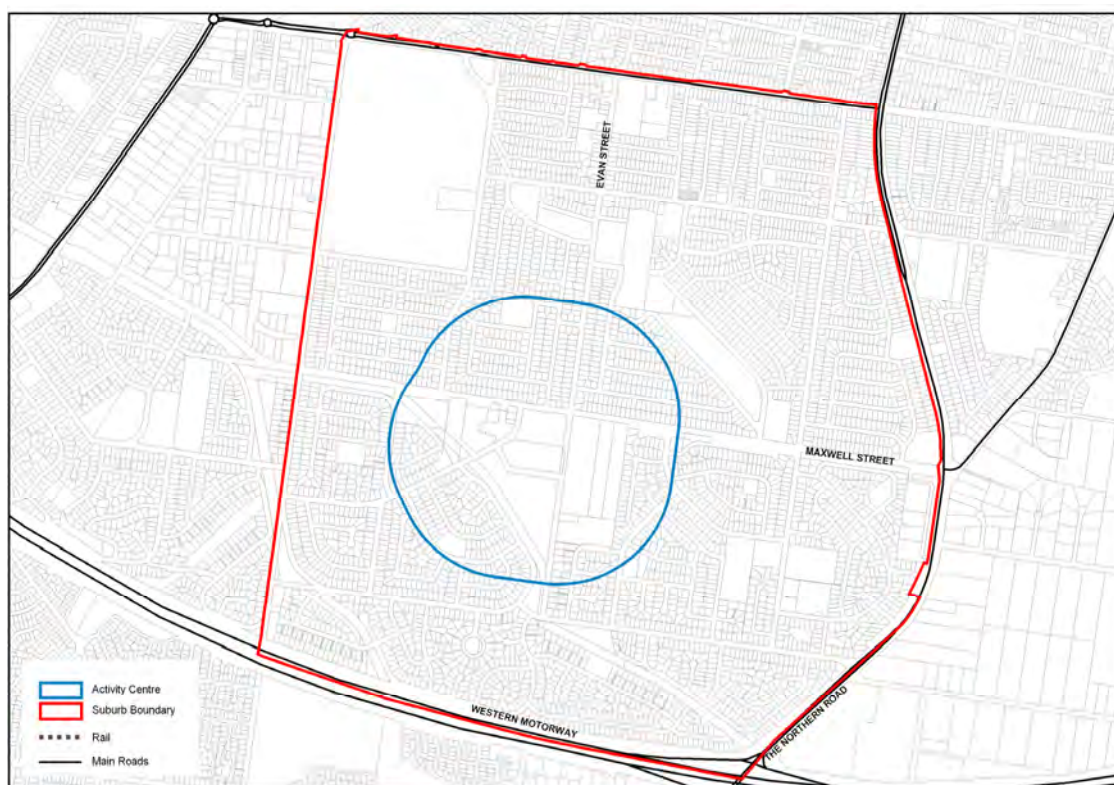 EVAN STREET
MAXWELL STREET
WESTERN MOTORWAY
THE NORTHERN ROAD
Activity Centre
Suburb Boundary
Rail
Main Roads